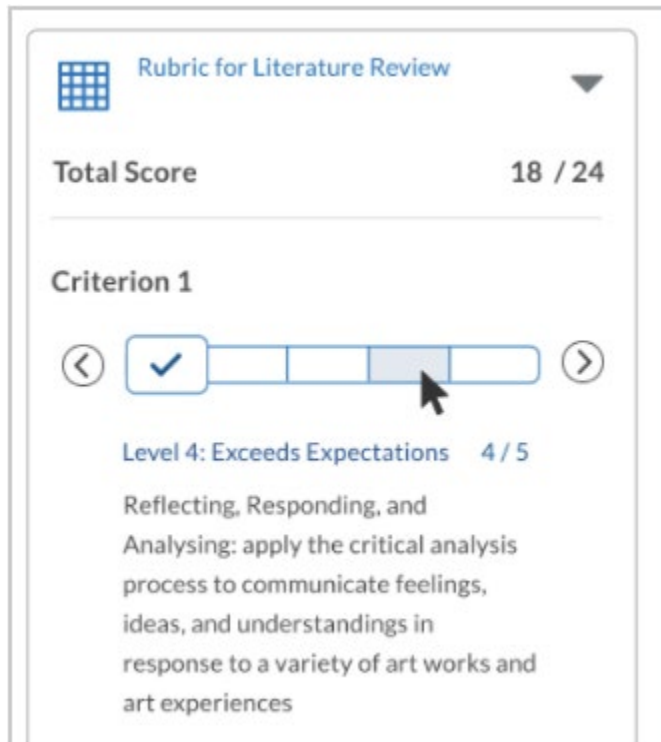 Rubric for Literature Review
Total Score 18 / 24
Criterion 1
Level 4: Exceeds Expectations 4 / 5
Reflecting, Responding, and
Analysing: apply the critical analysis
process to communicate feelings,
ideas, and understandings in
response to a variety of art works and
art experiences